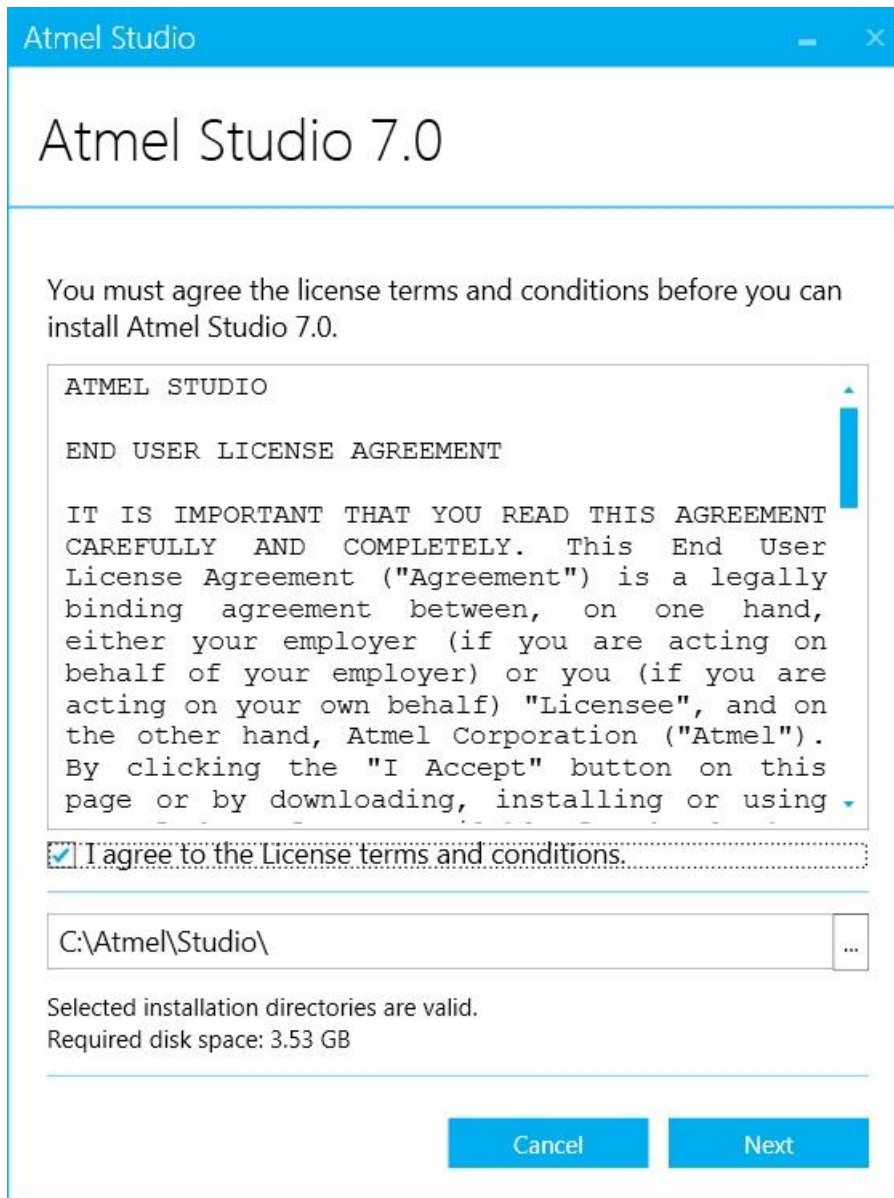 Atmel Studio
Atmel Studio 7.0
You must agree the license terms and conditions before you can
install Atmel Studio 7.0.
ATMEL STUDIO
END USER LICENSE AGREEMENT
IT IS IMPORTANT THAT YOU READ THIS AGREEMENT
CAREFULLY AND COMPLETELY. This End User
License Agreement ("Agreement") is a legally
binding agreement between, on one hand,
either your employer (if you are acting on
behalf of your employer) or you (if you are
acting on your own behalf) "Licensee", and on
the other hand, Atmel Corporation ("Atmel").
By clicking the "I Accept" button on this
page or by downloading, installing or using
I agree to the License terms and conditions.
C:\Atmel\Studio\
...
Selected installation directories are valid.
Required disk space: 3.53 GB
Cancel
Next